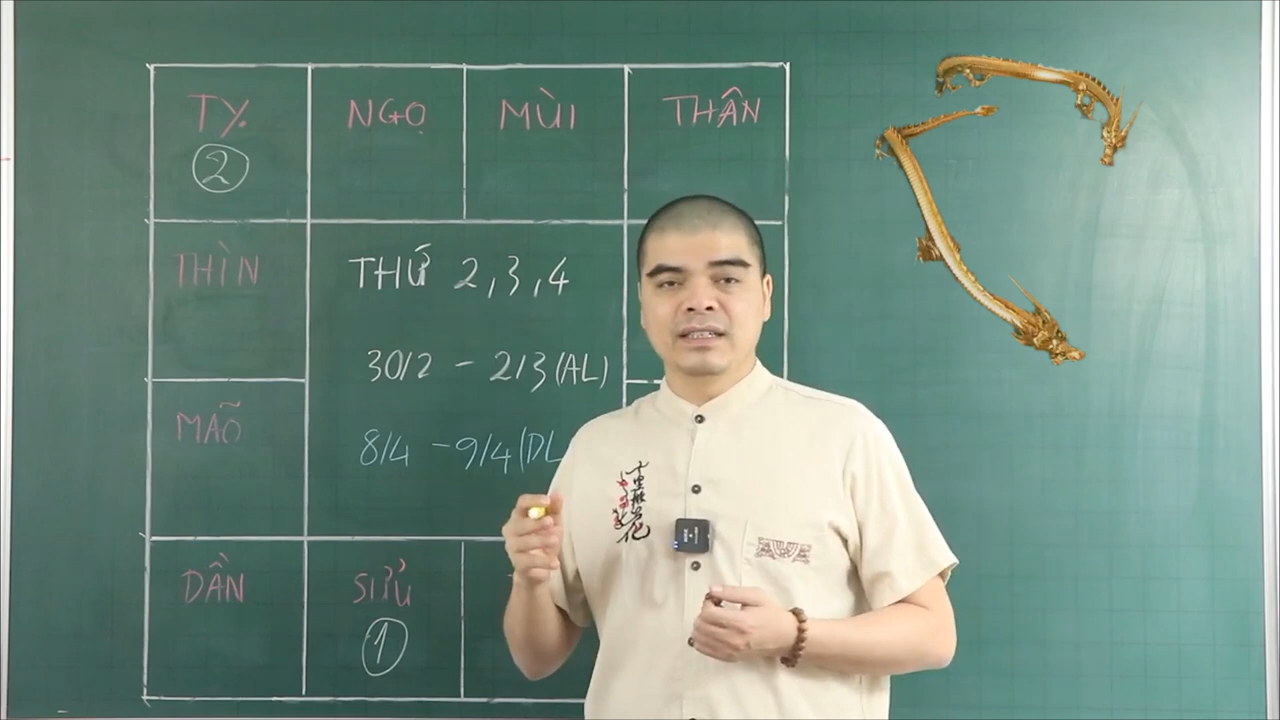 TỴ NGỌ MÙI THÂN
②
THÌN
THỨ 2,3,4
30/2 - 2/3 (AL)
MÃO
8/4 - 9/4 (DL
DẦN SỬU
①